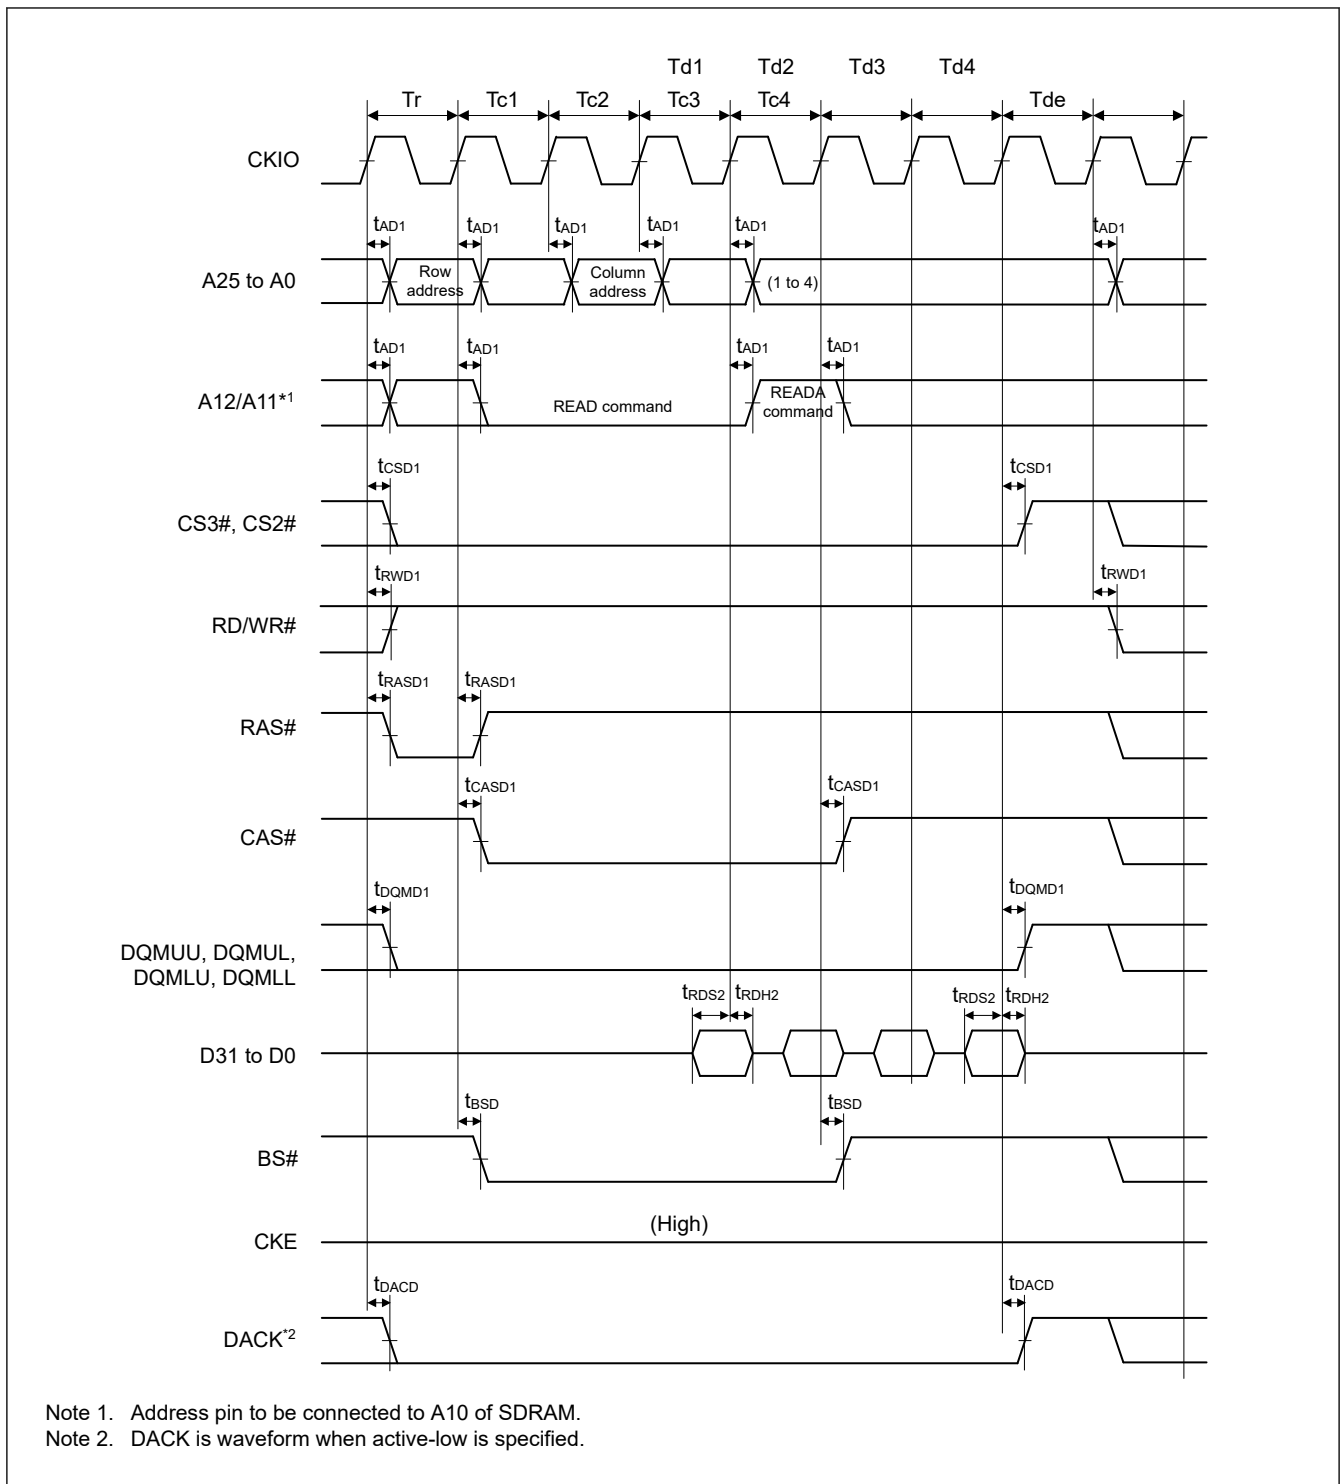 Td1 Td2 Td3 Td4
Tr Tc1 Tc2 Tc3 Tc4 Tde
CKIO
tAD1 tAD1 tAD1 tAD1 tAD1 tAD1
A25 to A0
Row address
Column address
(1 to 4)
tAD1 tAD1 tAD1 tAD1
A12/A11*1
READ command
READA command
tCSD1 tCSD1
CS3#, CS2#
tRWD1 tRWD1
RD/WR#
tRASD1 tRASD1
RAS#
tCASD1 tCASD1
CAS#
tDQMD1 tDQMD1
DQMUU, DQMUL,
DQMLU, DQMLL
tRDS2 tRDH2 tRDS2 tRDH2
D31 to D0
tBSD tBSD
BS#
(High)
CKE
tDACD tDACD
DACK*2
Note 1. Address pin to be connected to A10 of SDRAM.
Note 2. DACK is waveform when active-low is specified.